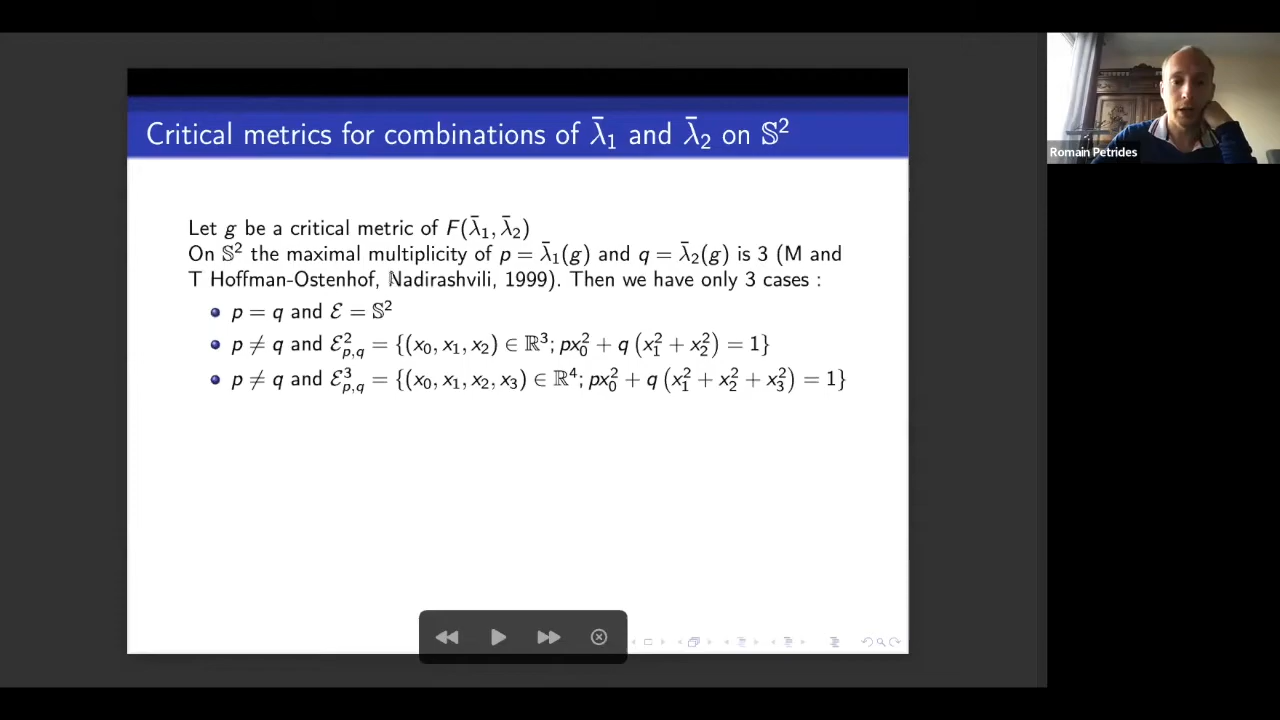 Critical metrics for combinations of λ̄₁ and λ̄₂ on 𝕊²
Let g be a critical metric of F(λ̄₁, λ̄₂)
On 𝕊² the maximal multiplicity of p = λ̄₁(g) and q = λ̄₂(g) is 3 (M and
T Hoffman-Ostenhof, Nadirashvili, 1999). Then we have only 3 cases :
p = q and ℰ = 𝕊²
p ≠ q and ℰ²_{p,q} = {(x₀, x₁, x₂) ∈ ℝ³; px₀² + q (x₁² + x₂²) = 1}
p ≠ q and ℰ³_{p,q} = {(x₀, x₁, x₂, x₃) ∈ ℝ⁴; px₀² + q (x₁² + x₂² + x₃²) = 1}
Romain Petrides